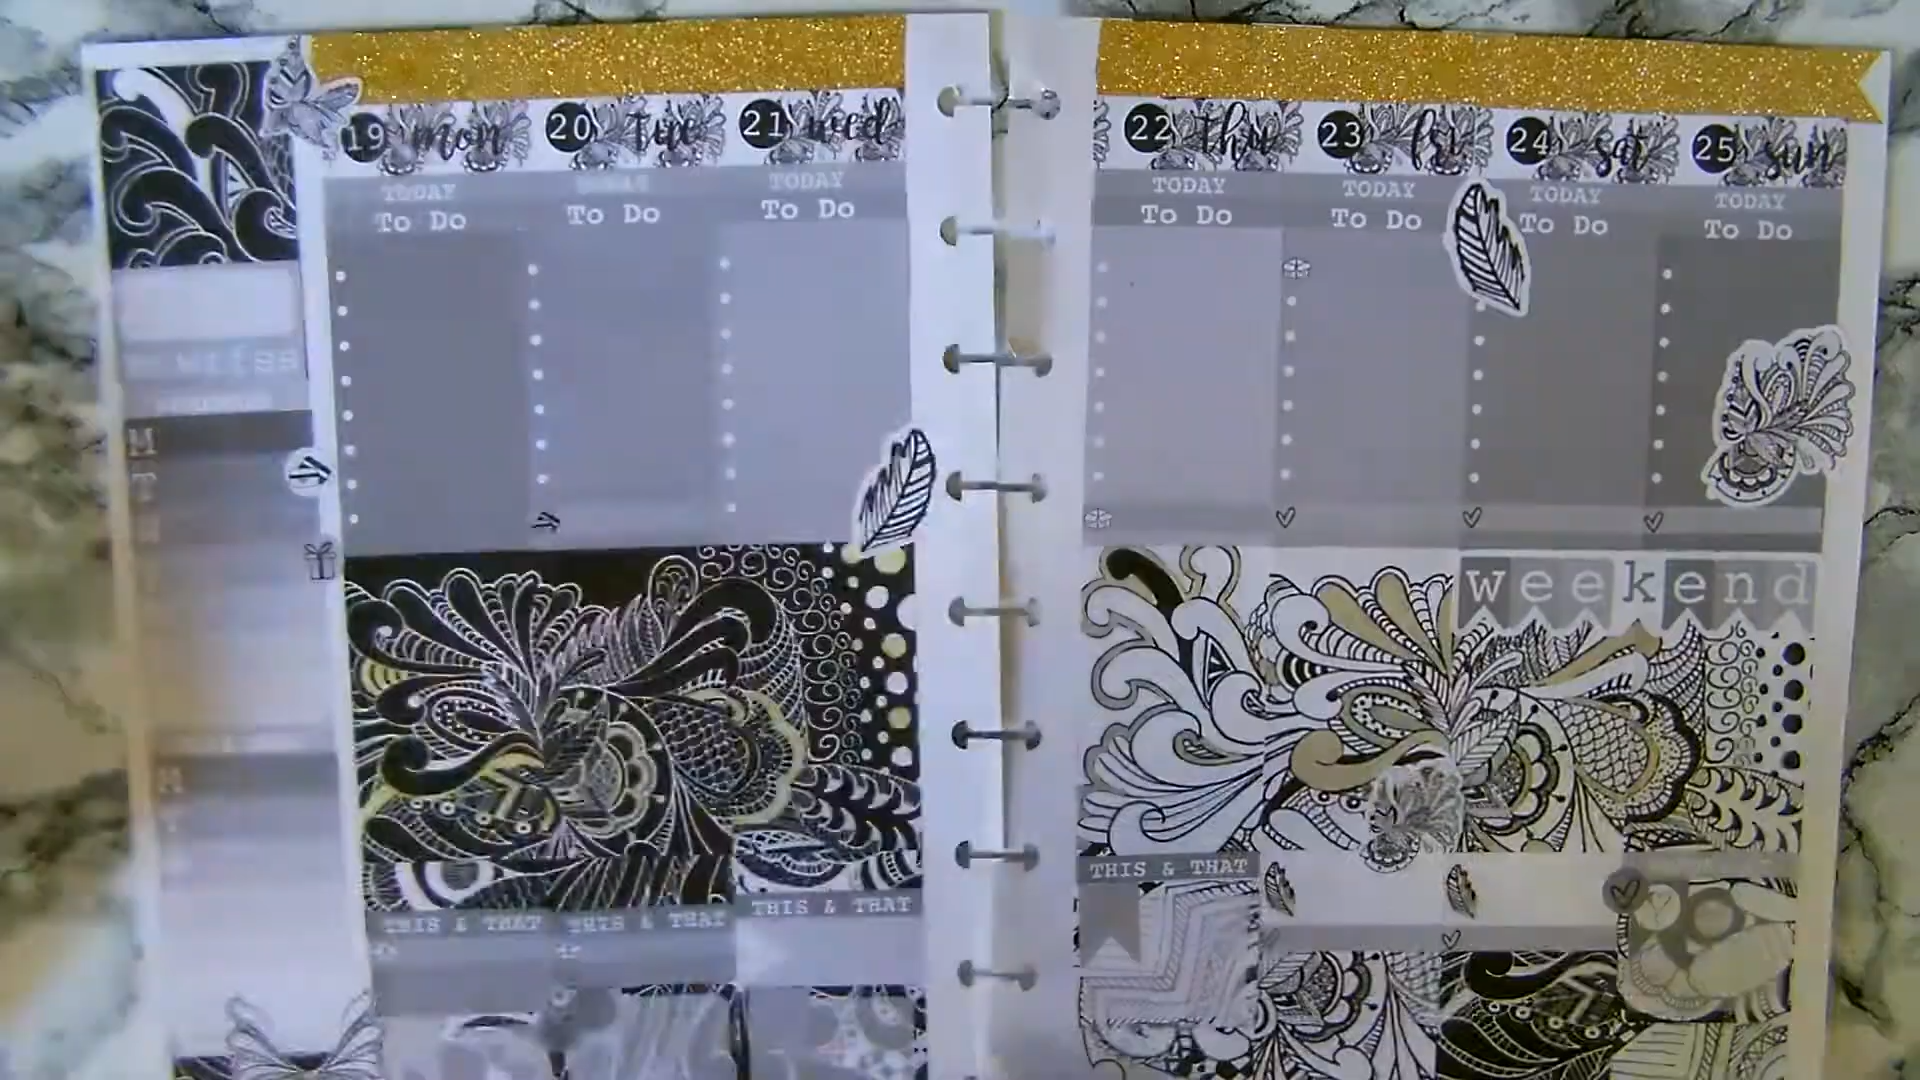 19 mon 20 tue 21 wed 22 thu 23 fri 24 sat 25 sun
TODAY TODAY TODAY TODAY TODAY TODAY TODAY
To Do To Do To Do To Do To Do To Do To Do
M
T
weekend
M
THIS & THAT
THIS & THAT THIS & THAT THIS & THAT